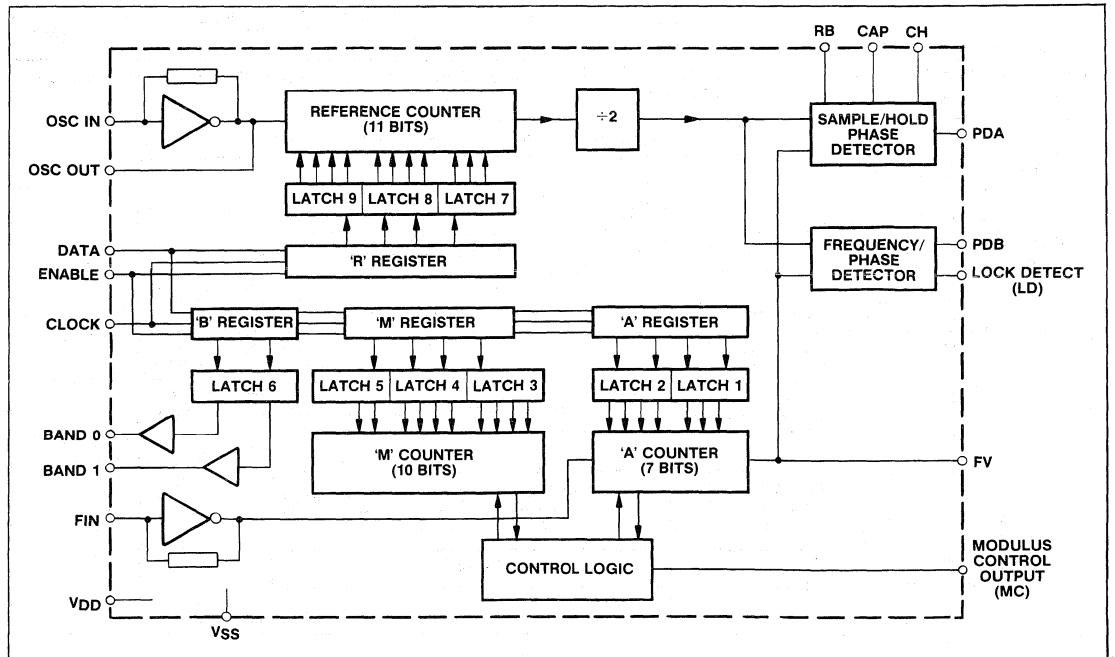 RB CAP CH
OSC IN
REFERENCE COUNTER
(11 BITS)
÷2
SAMPLE/HOLD
PHASE
DETECTOR
PDA
OSC OUT
LATCH 9 LATCH 8 LATCH 7
DATA
ENABLE
'R' REGISTER
FREQUENCY/
PHASE
DETECTOR
PDB
LOCK DETECT
(LD)
CLOCK
'B' REGISTER
'M' REGISTER
'A' REGISTER
LATCH 6
LATCH 5 LATCH 4 LATCH 3
LATCH 2 LATCH 1
BAND 0
BAND 1
'M' COUNTER
(10 BITS)
'A' COUNTER
(7 BITS)
FV
FIN
CONTROL LOGIC
MODULUS
CONTROL
OUTPUT
(MC)
VDD
VSS